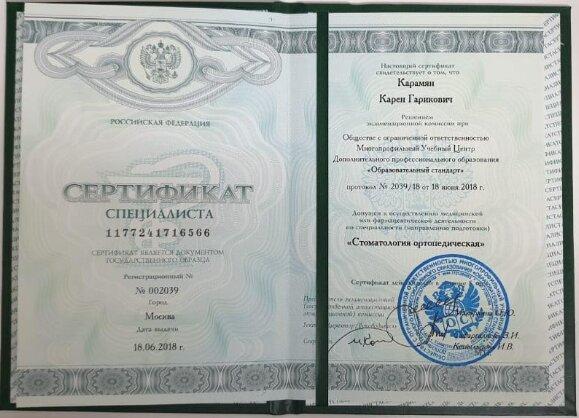 РОССИЙСКАЯ ФЕДЕРАЦИЯ
СЕРТИФИКАТ
СПЕЦИАЛИСТА
1177241716566
СЕРТИФИКАТ ЯВЛЯЕТСЯ ДОКУМЕНТОМ
ГОСУДАРСТВЕННОГО ОБРАЗЦА
Регистрационный №
№ 002039
Город
Москва
Дата выдачи
18.06.2018 г.
Настоящий сертификат
свидетельствует о том, что
Карамян
Карен Гарикович
Решением
экзаменационной комиссии при
Общество с ограниченной ответственностью
Многопрофильный Учебный Центр
Дополнительного профессионального образования
«Образовательный стандарт»
протокол № 2039/18 от 18 июня 2018 г.
Допущен к осуществлению медицинской
или фармацевтической деятельности
по специальности (направлению подготовки)
«Стоматология ортопедическая»
Сертификат